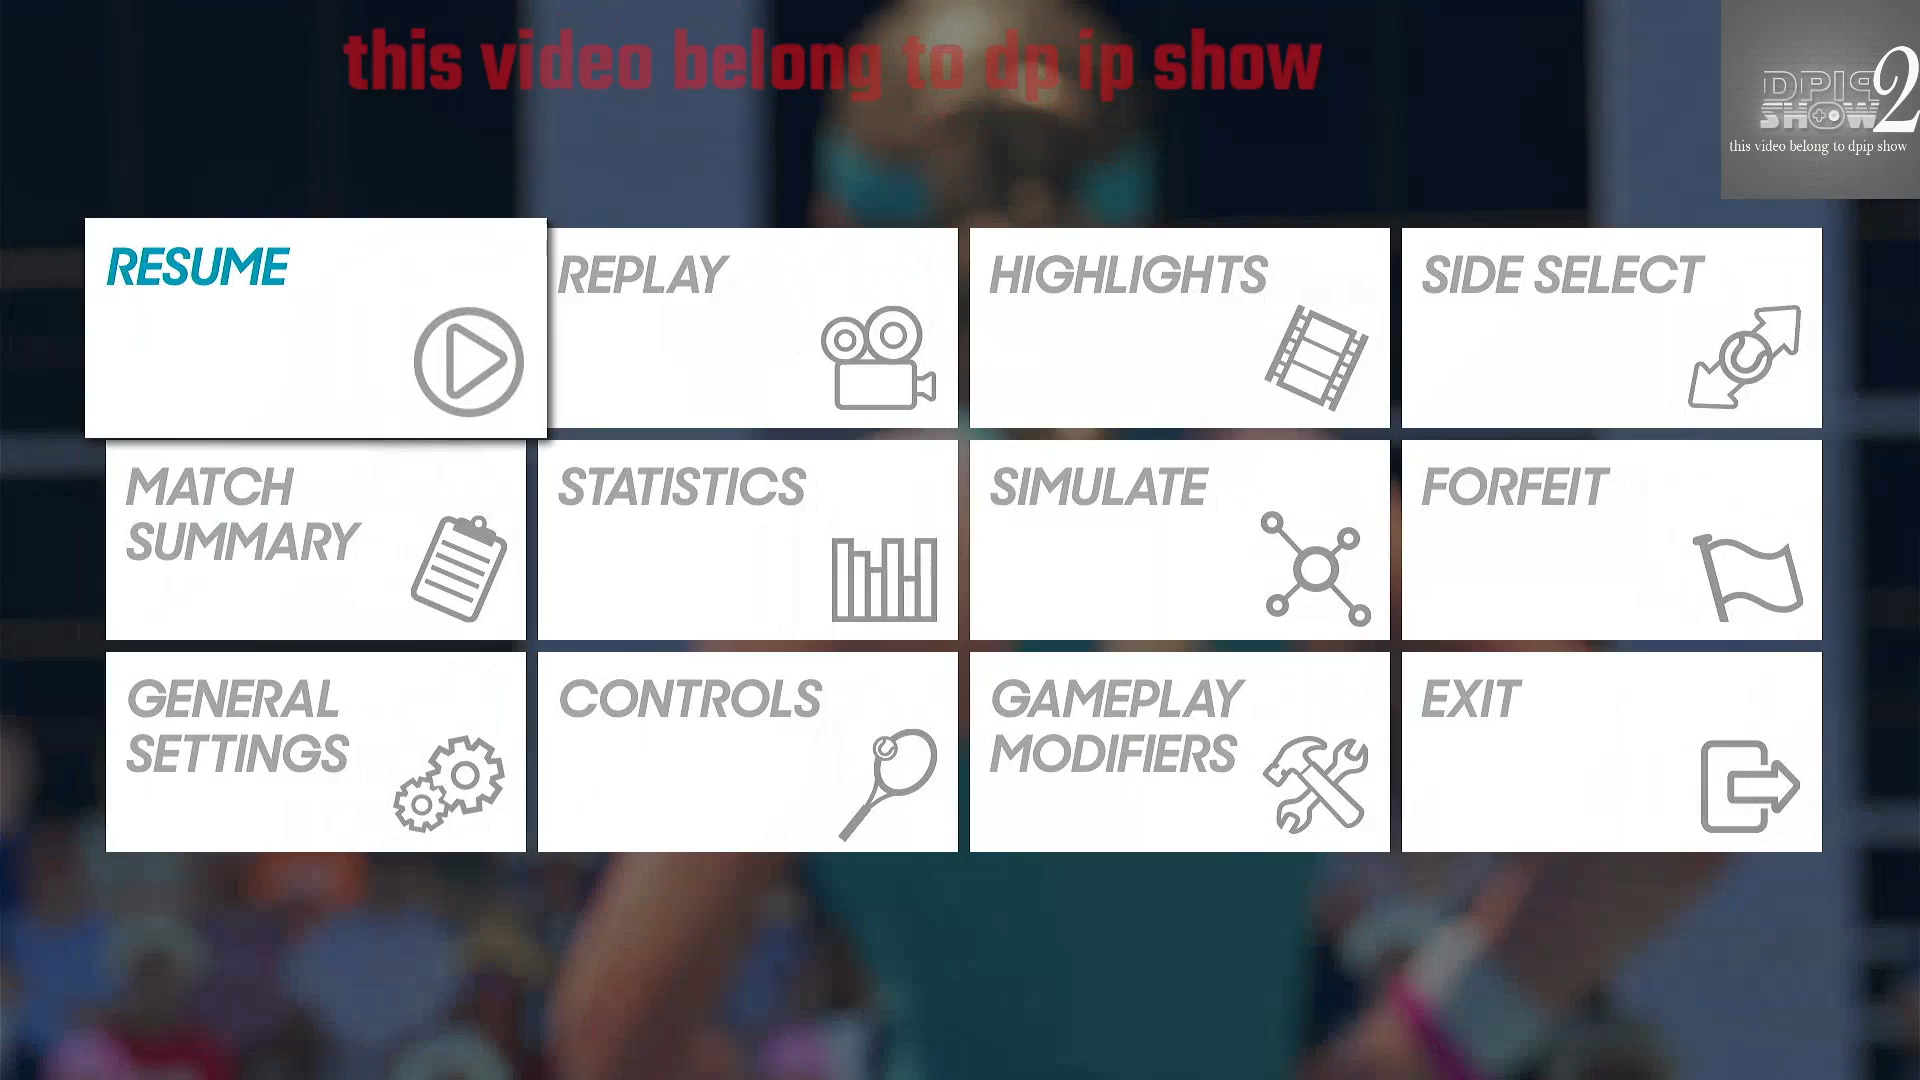 this video belong to dp ip show
DPIP
SHOW 2
this video belong to dpip show
RESUME
REPLAY
HIGHLIGHTS
SIDE SELECT
MATCH
SUMMARY
STATISTICS
SIMULATE
FORFEIT
GENERAL
SETTINGS
CONTROLS
GAMEPLAY
MODIFIERS
EXIT